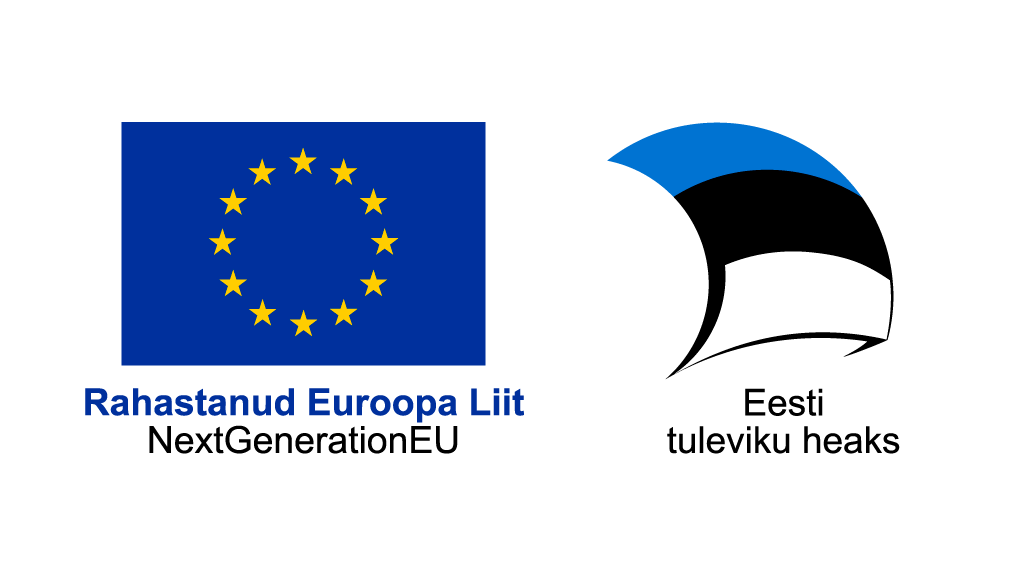 Rahastanud Euroopa Liit
NextGenerationEU
Eesti
tuleviku heaks